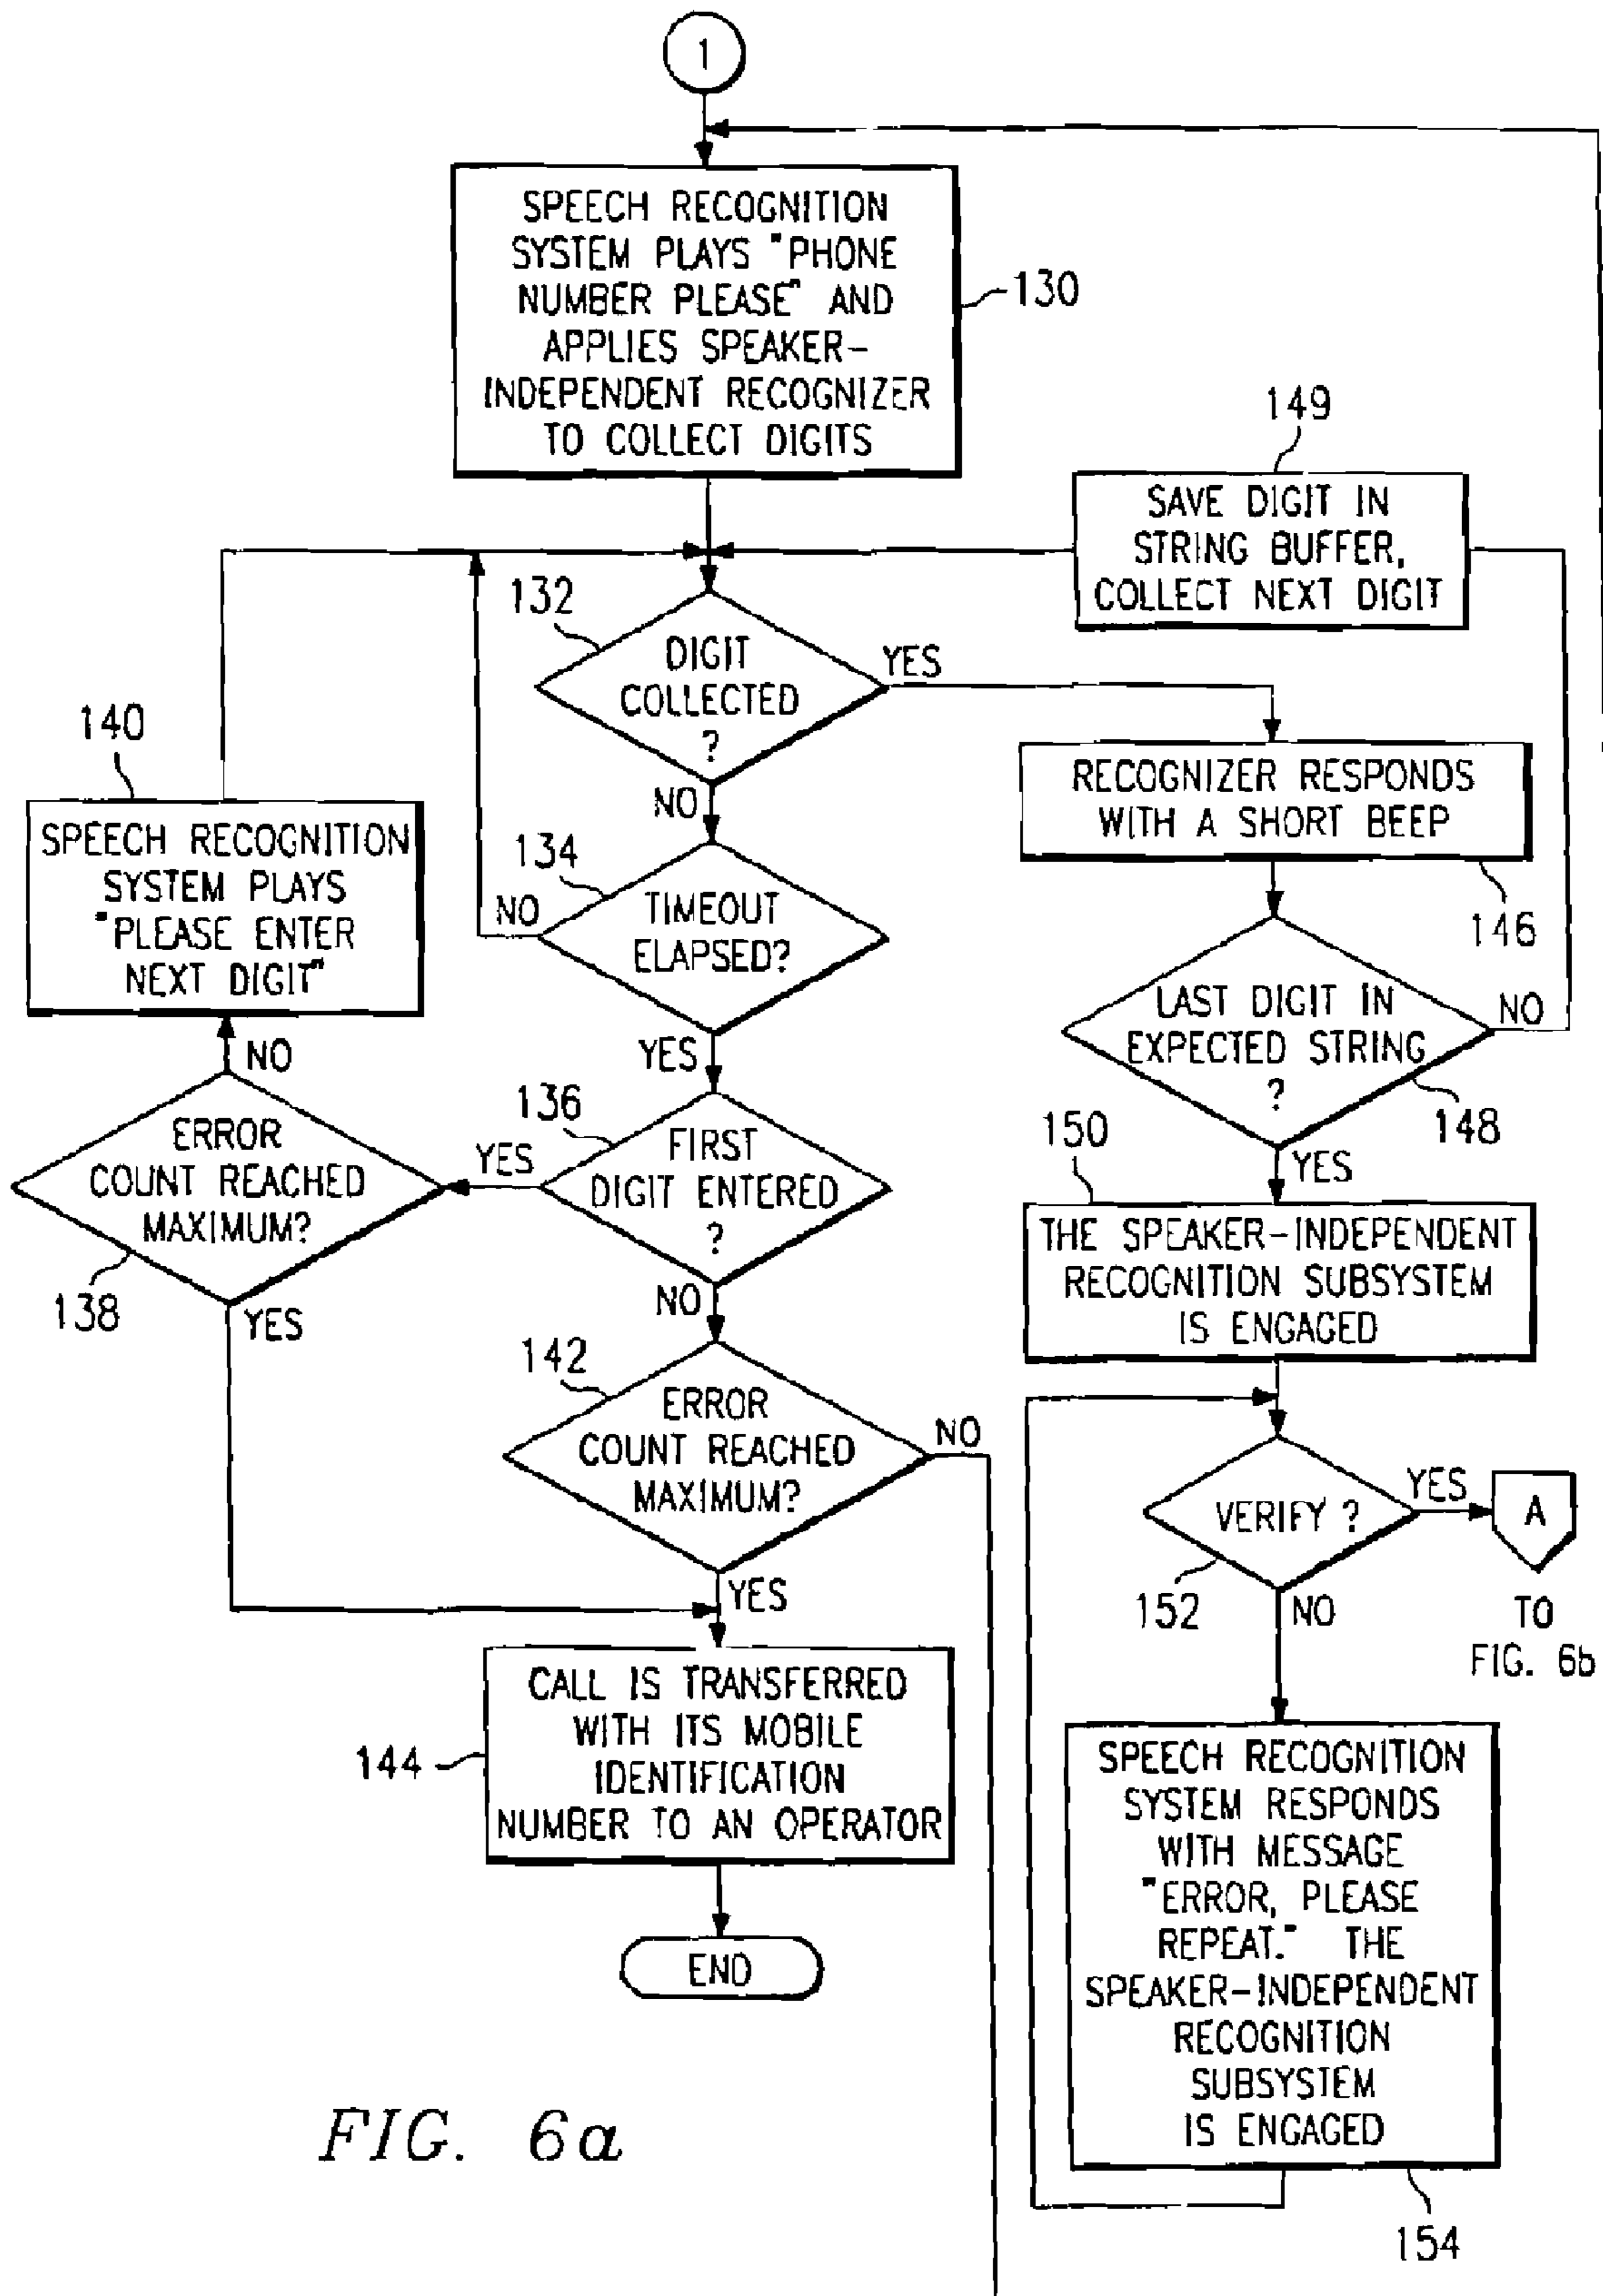 1
SPEECH RECOGNITION
SYSTEM PLAYS "PHONE
NUMBER PLEASE" AND
APPLIES SPEAKER-
INDEPENDENT RECOGNIZER
TO COLLECT DIGITS
130
149
SAVE DIGIT IN
STRING BUFFER,
COLLECT NEXT DIGIT
132
DIGIT
COLLECTED
?
YES
NO
140
SPEECH RECOGNITION
SYSTEM PLAYS
"PLEASE ENTER
NEXT DIGIT"
RECOGNIZER RESPONDS
WITH A SHORT BEEP
146
134
TIMEOUT
ELAPSED?
NO
YES
LAST DIGIT IN
EXPECTED STRING
?
NO
148
YES
NO
ERROR
COUNT REACHED
MAXIMUM?
138
YES
136
FIRST
DIGIT ENTERED
?
YES
NO
150
THE SPEAKER-INDEPENDENT
RECOGNITION SUBSYSTEM
IS ENGAGED
142
ERROR
COUNT REACHED
MAXIMUM?
NO
YES
VERIFY ?
YES
A
TO
FIG. 6b
152
NO
144
CALL IS TRANSFERRED
WITH ITS MOBILE
IDENTIFICATION
NUMBER TO AN OPERATOR
END
SPEECH RECOGNITION
SYSTEM RESPONDS
WITH MESSAGE
"ERROR, PLEASE
REPEAT." THE
SPEAKER-INDEPENDENT
RECOGNITION
SUBSYSTEM
IS ENGAGED
154
FIG. 6a